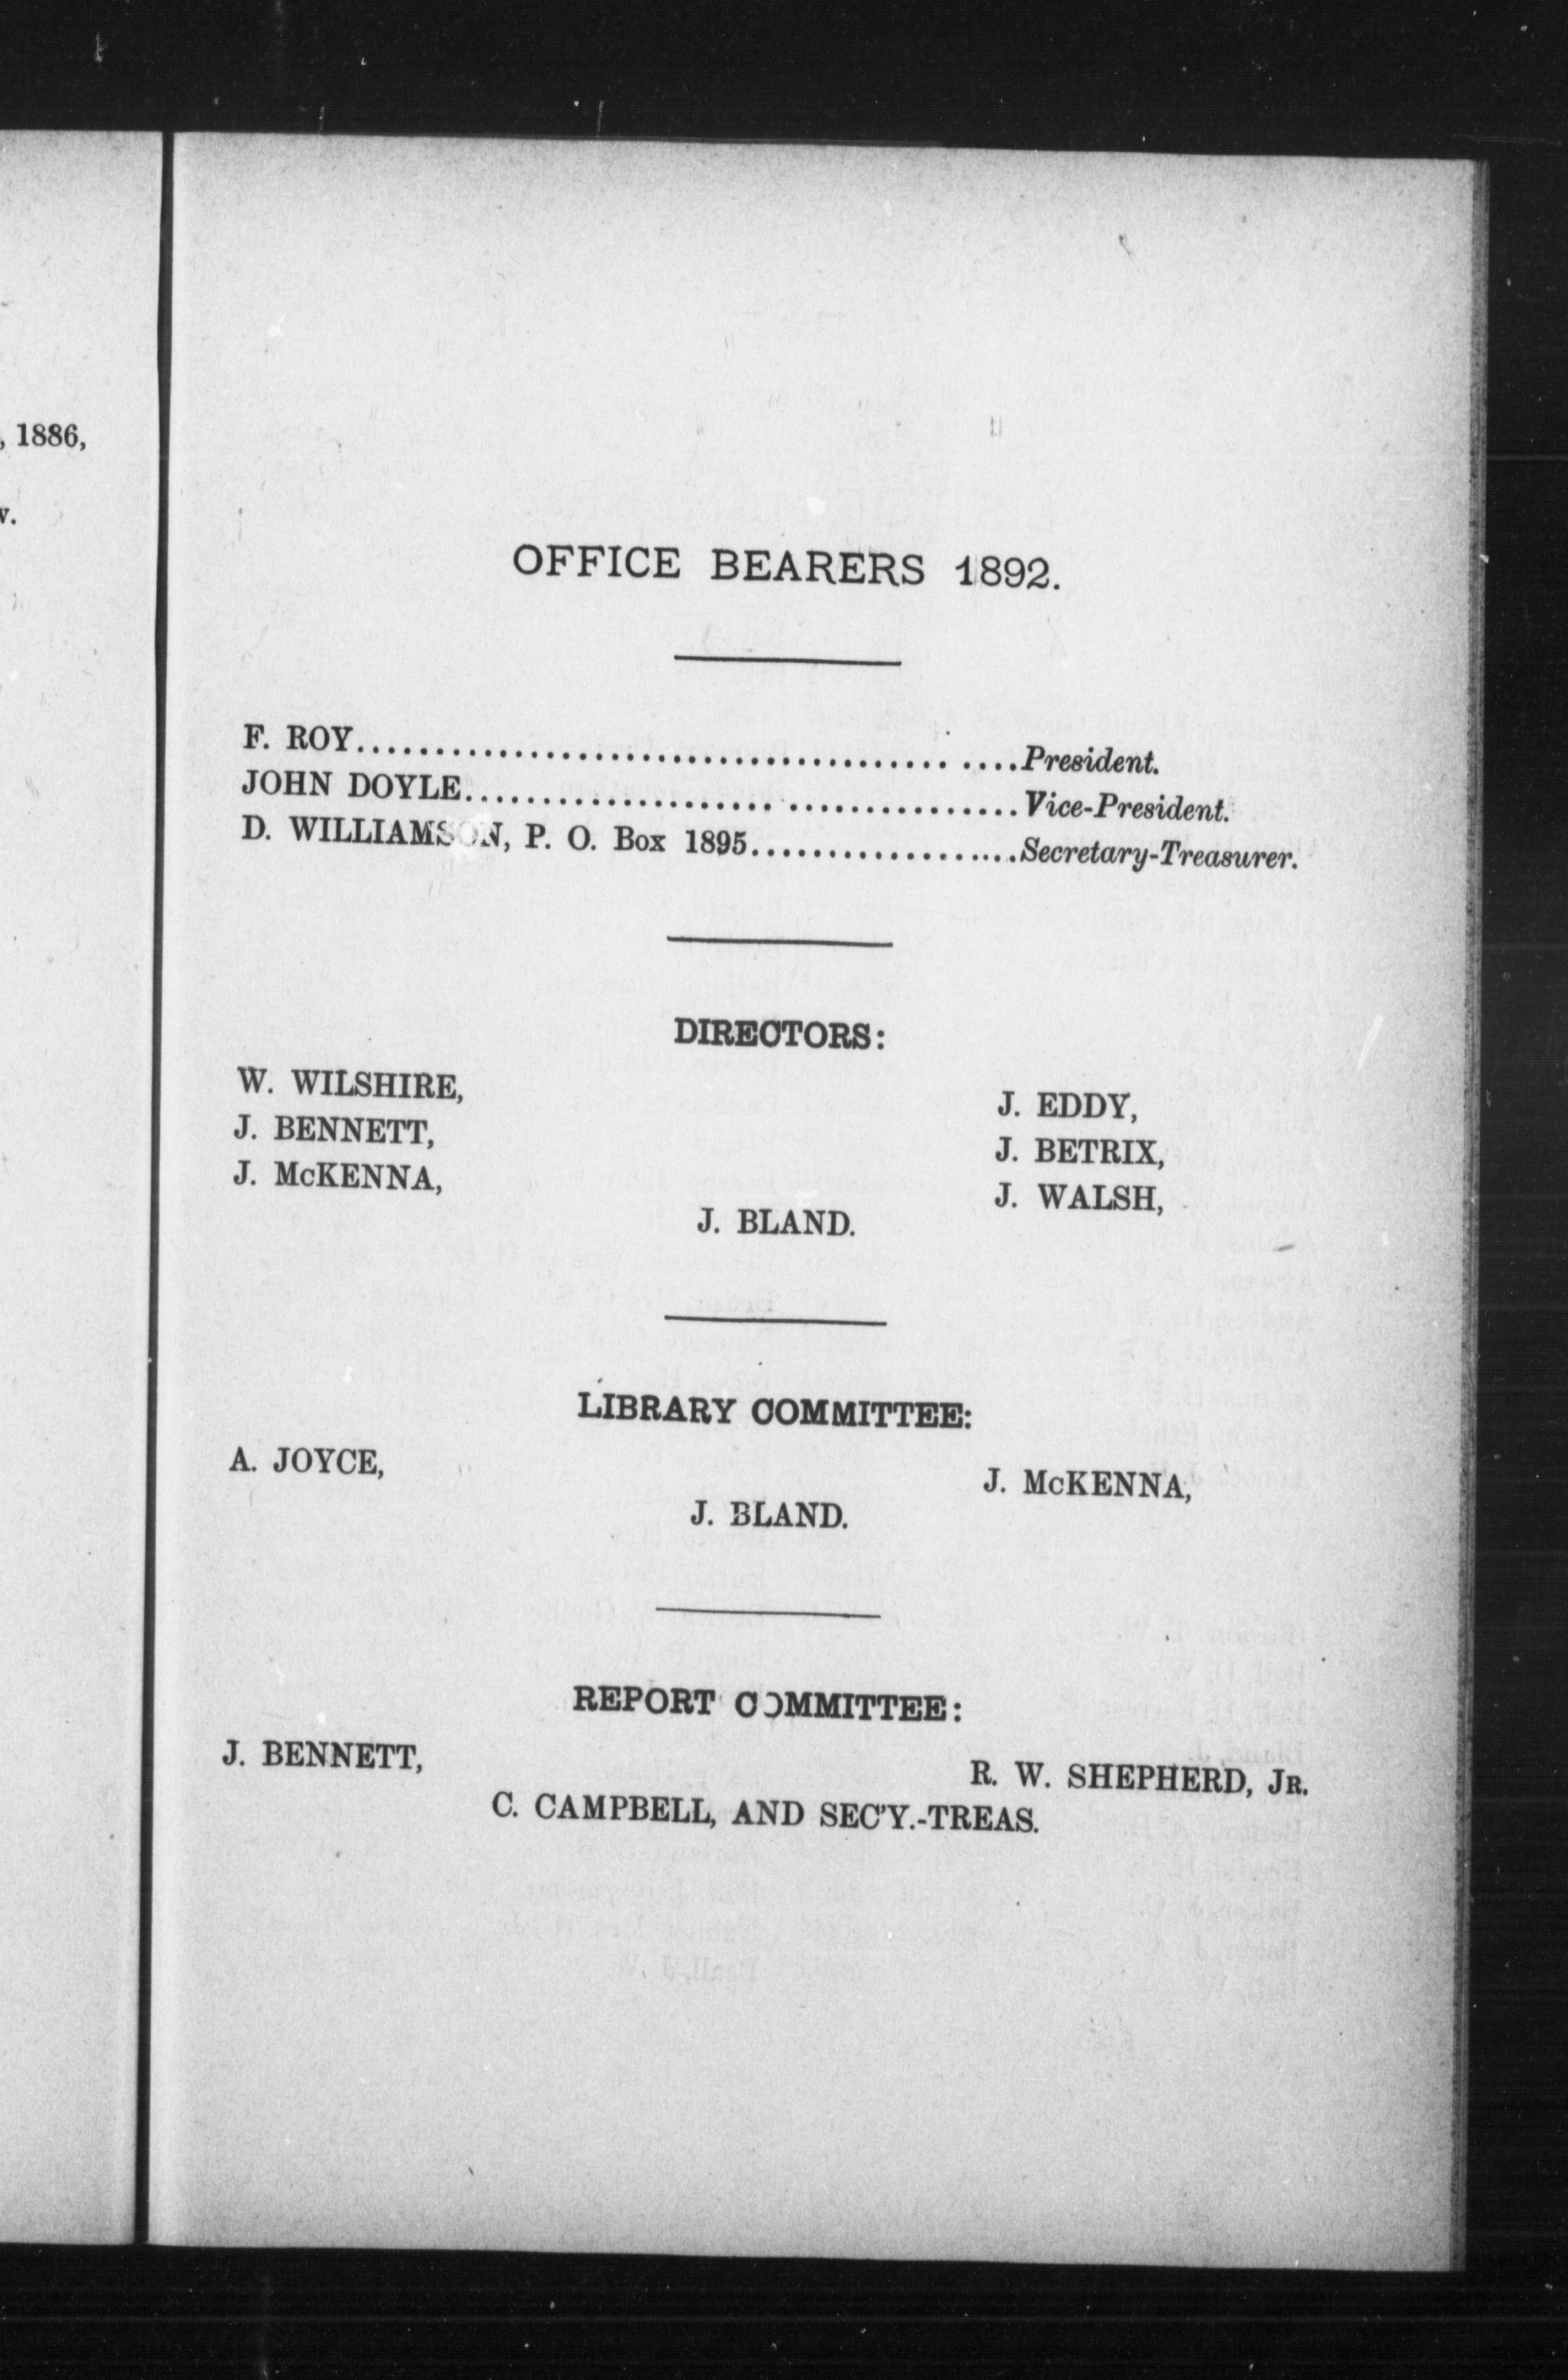 , 1886,
v.
OFFICE BEARERS 1892.
F. ROY.......................................... ....President.
JOHN DOYLE.................... ...............Vice-President.
D. WILLIAMSON, P. O. Box 1895..................Secretary-Treasurer.
DIRECTORS:
W. WILSHIRE, J. EDDY,
J. BENNETT, J. BETRIX,
J. McKENNA, J. WALSH,
J. BLAND.
LIBRARY COMMITTEE:
A. JOYCE, J. McKENNA,
J. BLAND.
REPORT COMMITTEE:
J. BENNETT, R. W. SHEPHERD, JR.
C. CAMPBELL, AND SEC'Y.-TREAS.